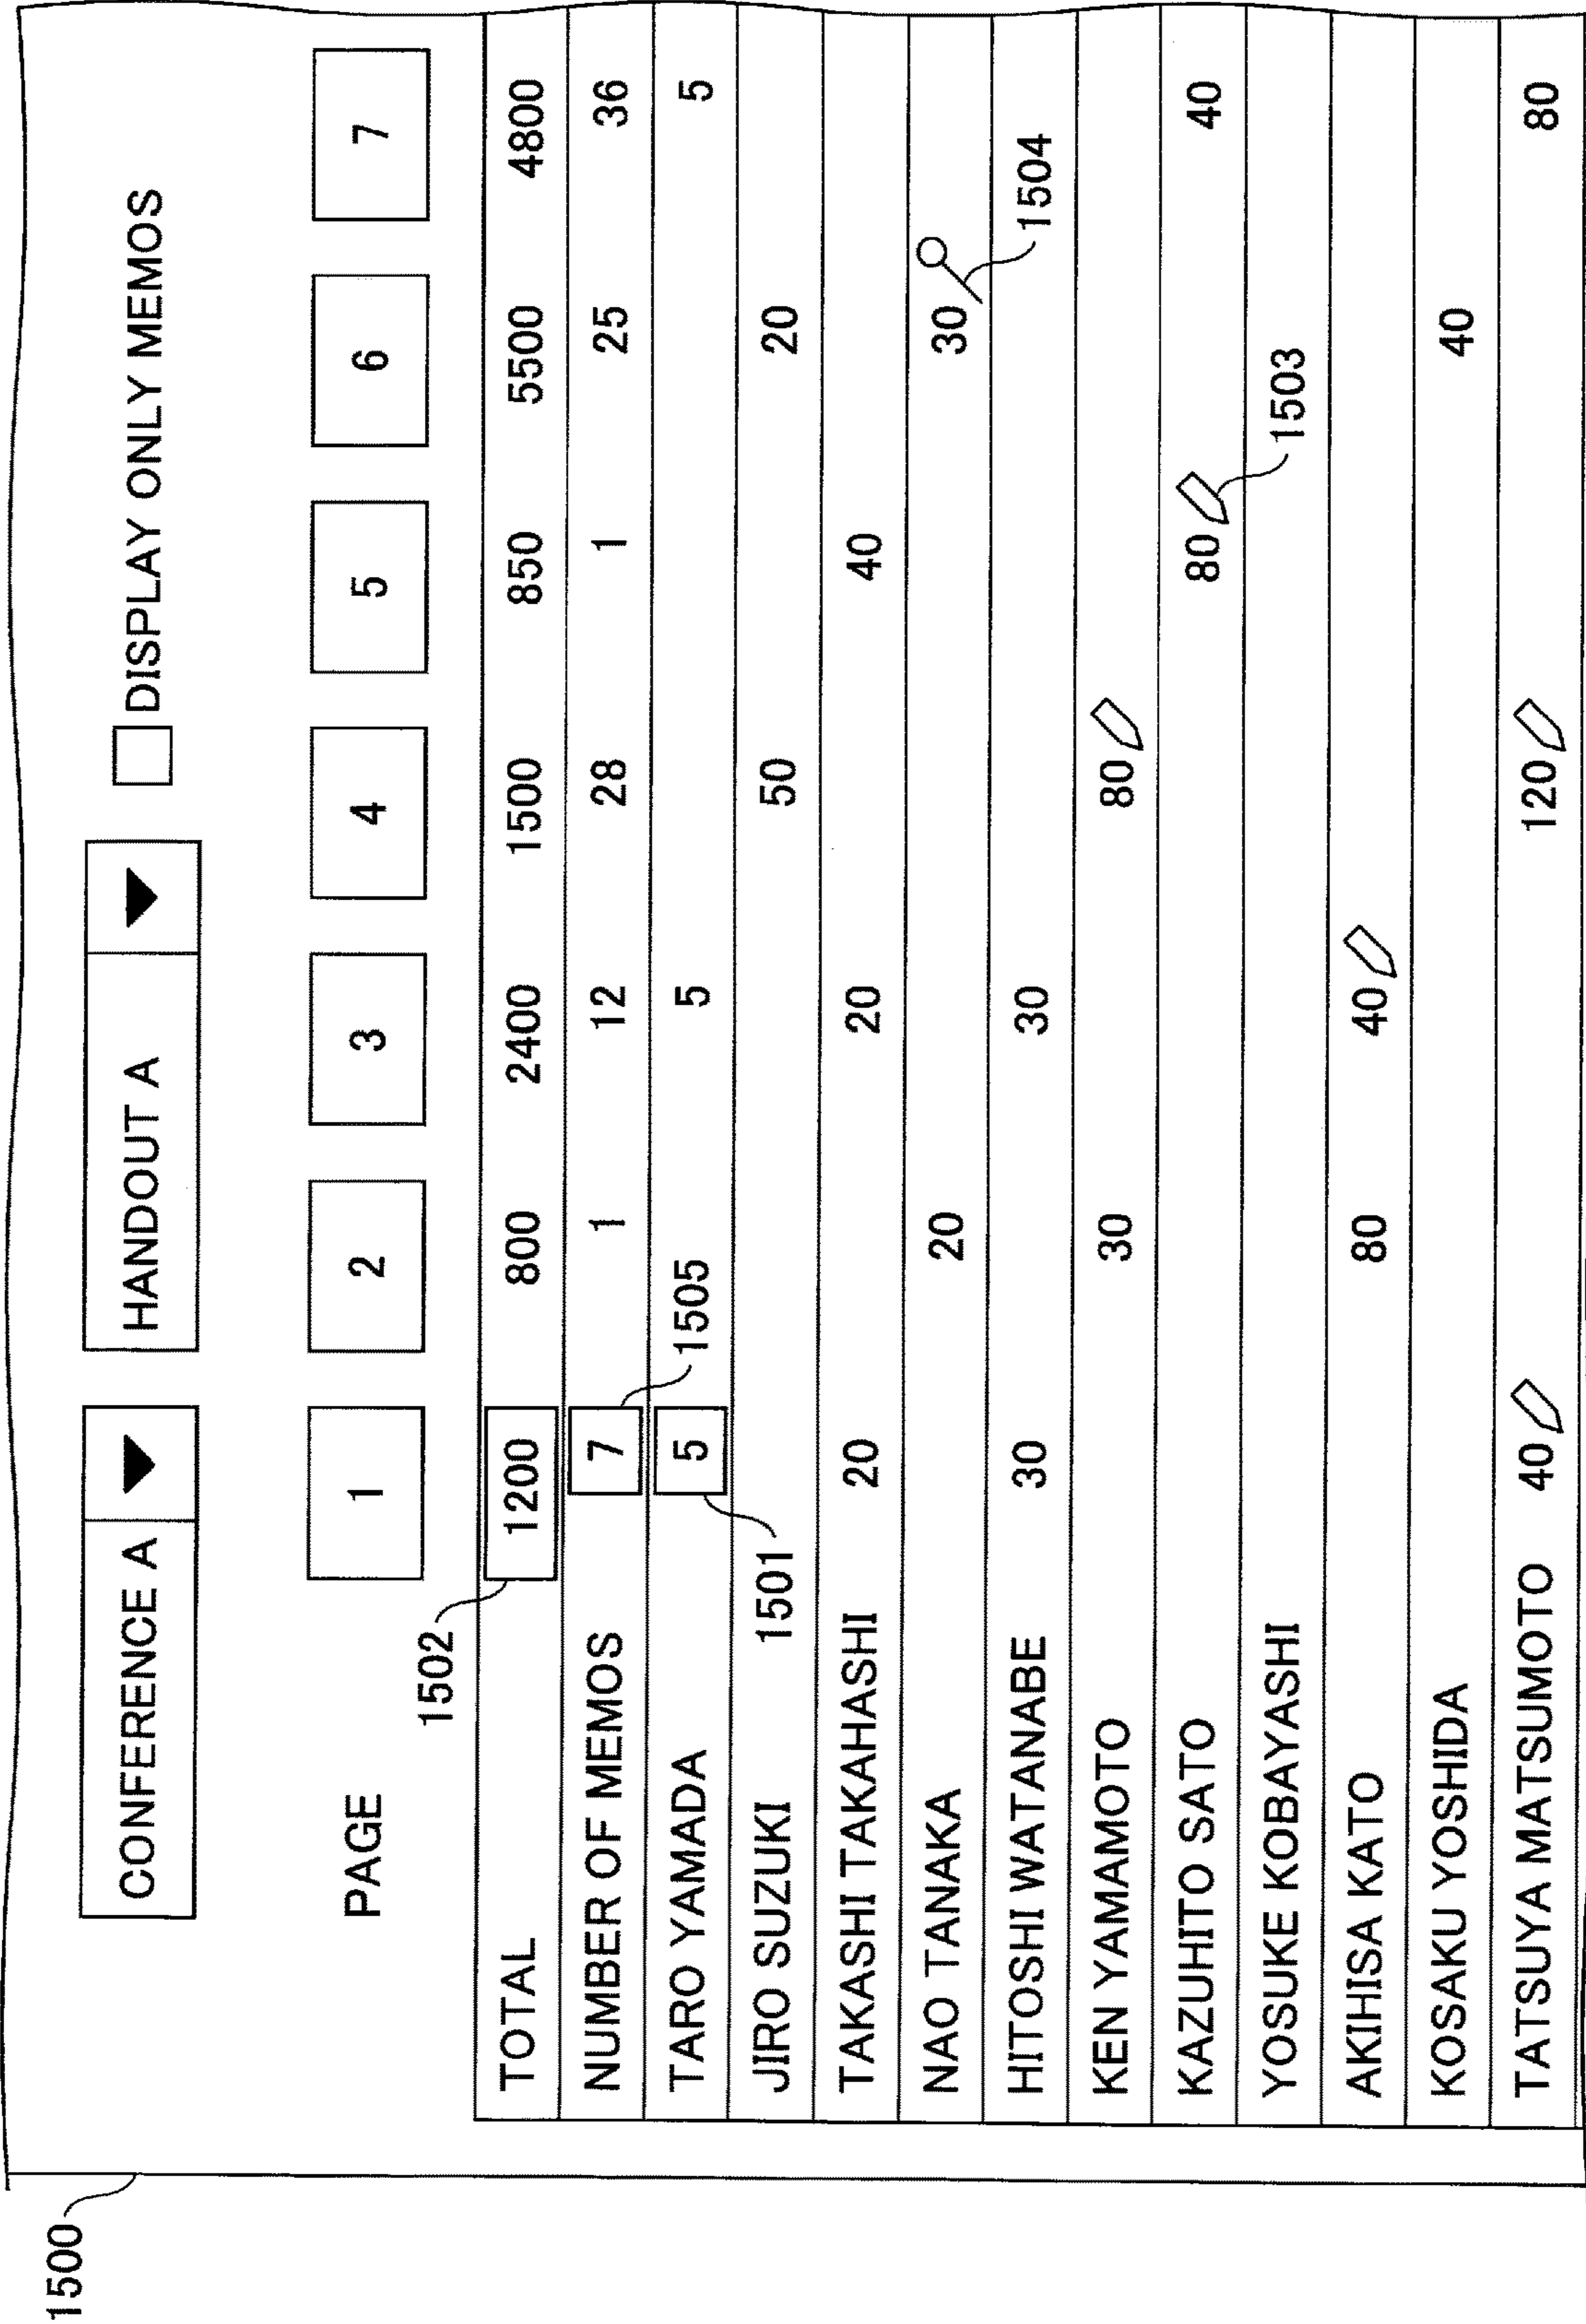 1500
CONFERENCE A HANDOUT A DISPLAY ONLY MEMOS
PAGE 1 2 3 4 5 6 7
1502
TOTAL 1200 800 2400 1500 850 5500 4800
NUMBER OF MEMOS 7 1 12 28 1 25 36
TARO YAMADA 5 1505 5 5
JIRO SUZUKI 1501 50 20
TAKASHI TAKAHASHI 20 20 40
NAO TANAKA 20 30
HITOSHI WATANABE 30 30 1504
KEN YAMAMOTO 30 80
KAZUHITO SATO 80 40
YOSUKE KOBAYASHI 1503
AKIHISA KATO 80 40
KOSAKU YOSHIDA 40
TATSUYA MATSUMOTO 40 120 80